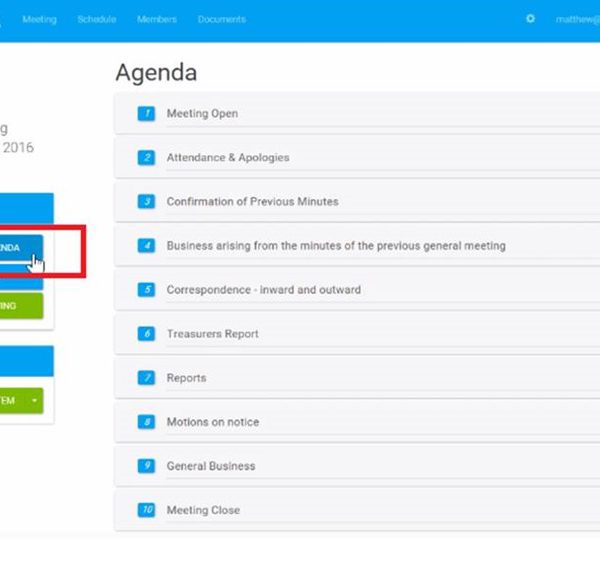 Meeting Schedule Members Documents matthew@
Agenda
g
2016
1 Meeting Open
2 Attendance & Apologies
3 Confirmation of Previous Minutes
NDA
4 Business arising from the minutes of the previous general meeting
5 Correspondence - inward and outward
ING
6 Treasurers Report
7 Reports
TEM
8 Motions on notice
9 General Business
10 Meeting Close